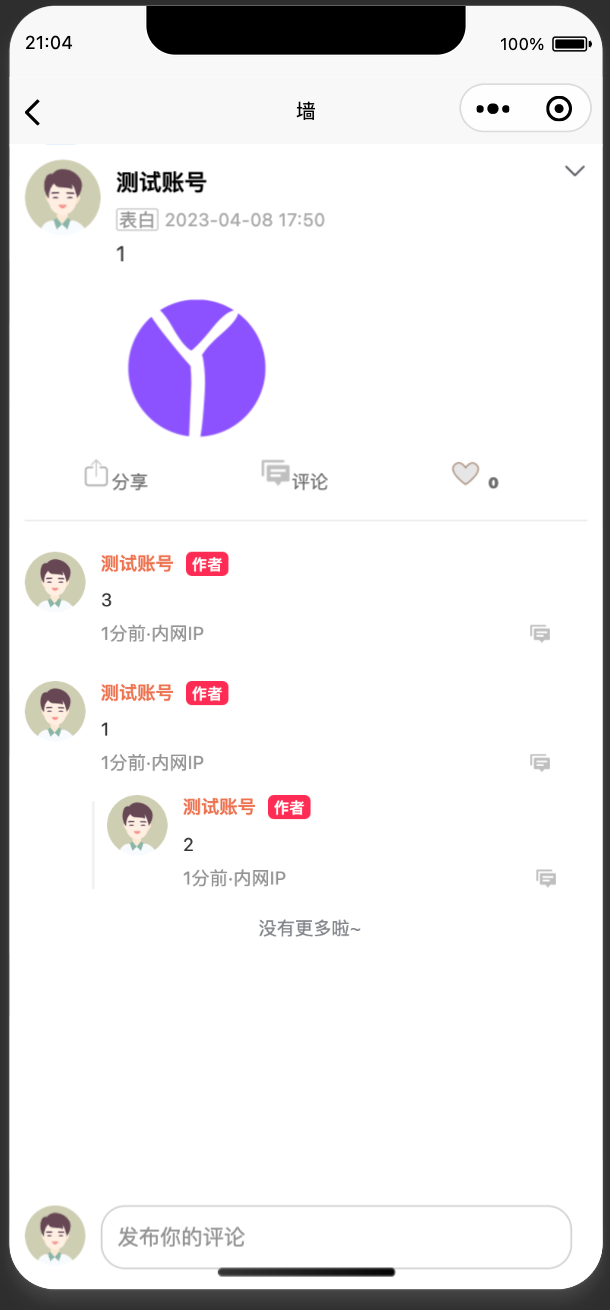 21:04 100%
墙
测试账号
表白 2023-04-08 17:50
1
分享 评论 0
测试账号 作者
3
1分前·内网IP
测试账号 作者
1
1分前·内网IP
测试账号 作者
2
1分前·内网IP
没有更多啦~
发布你的评论